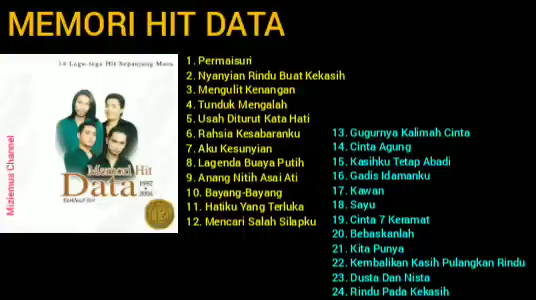 MEMORI HIT DATA
14 Lagu-lagu Hit Sepanjang Masa
Memori Hit
Data
1992
2004
Miziemus Channel
1. Permaisuri
2. Nyanyian Rindu Buat Kekasih
3. Mengulit Kenangan
4. Tunduk Mengalah
5. Usah Diturut Kata Hati
6. Rahsia Kesabaranku
7. Aku Kesunyian
8. Lagenda Buaya Putih
9. Anang Nitih Asai Ati
10. Bayang-Bayang
11. Hatiku Yang Terluka
12. Mencari Salah Silapku
13. Gugurnya Kalimah Cinta
14. Cinta Agung
15. Kasihku Tetap Abadi
16. Gadis Idamanku
17. Kawan
18. Sayu
19. Cinta 7 Keramat
20. Bebaskanlah
21. Kita Punya
22. Kembalikan Kasih Pulangkan Rindu
23. Dusta Dan Nista
24. Rindu Pada Kekasih